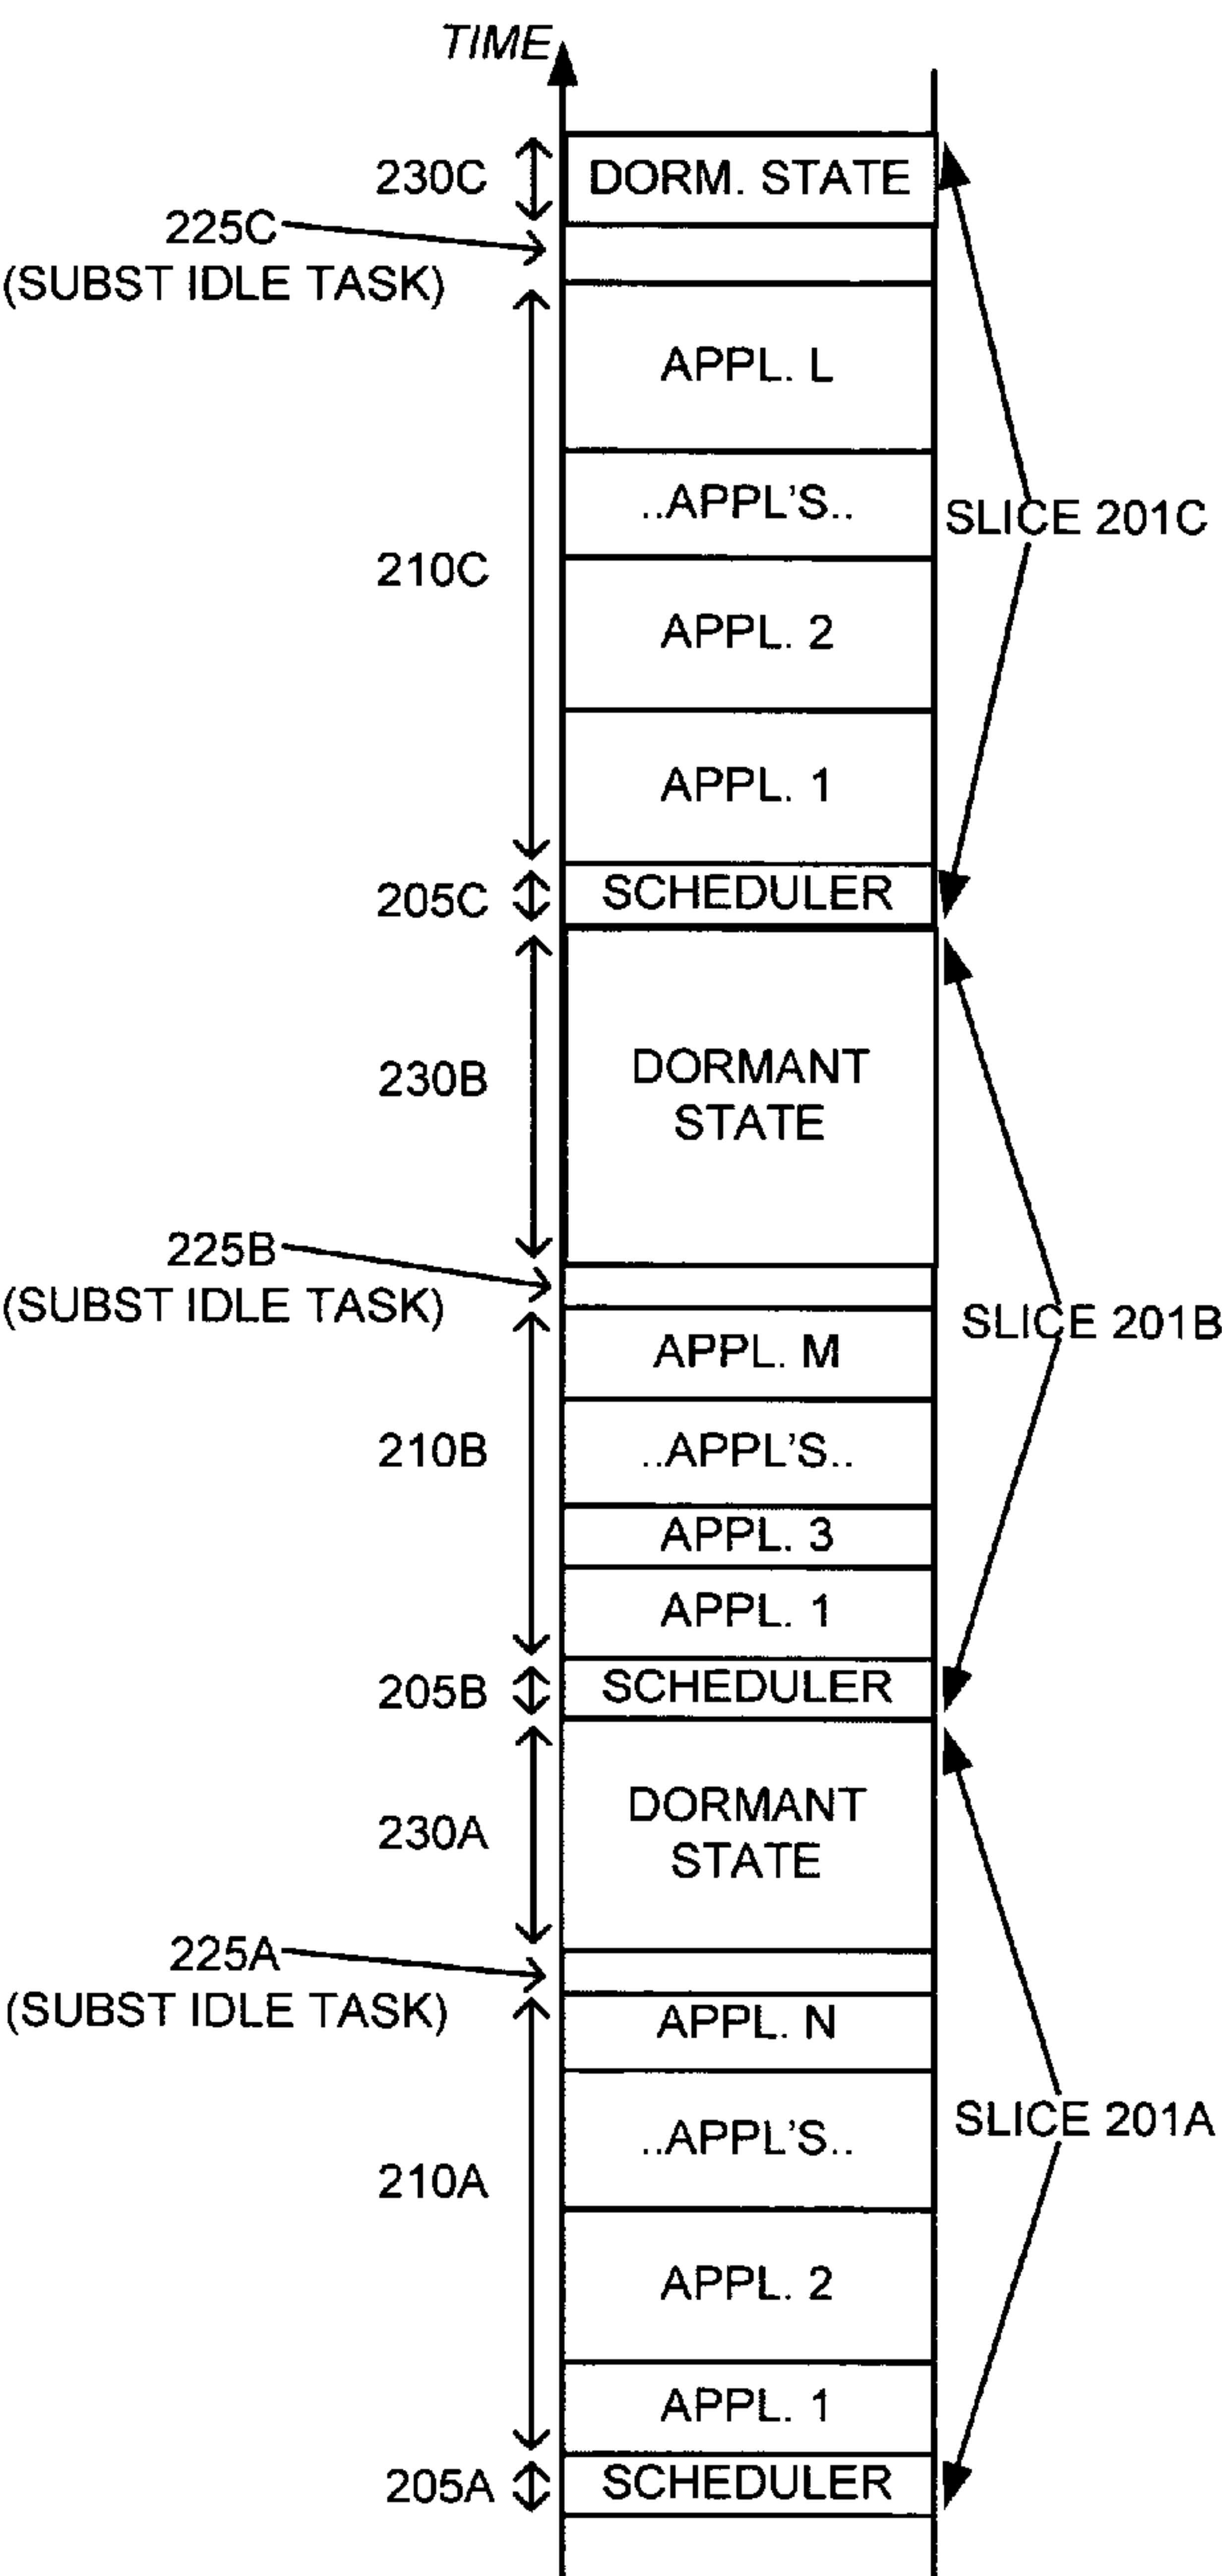 TIME
230C
DORM. STATE
225C
(SUBST IDLE TASK)
APPL. L
..APPL'S..
SLICE 201C
210C
APPL. 2
APPL. 1
205C
SCHEDULER
230B
DORMANT
STATE
225B
(SUBST IDLE TASK)
SLICE 201B
APPL. M
210B
..APPL'S..
APPL. 3
APPL. 1
205B
SCHEDULER
230A
DORMANT
STATE
225A
(SUBST IDLE TASK)
APPL. N
SLICE 201A
..APPL'S..
210A
APPL. 2
APPL. 1
205A
SCHEDULER